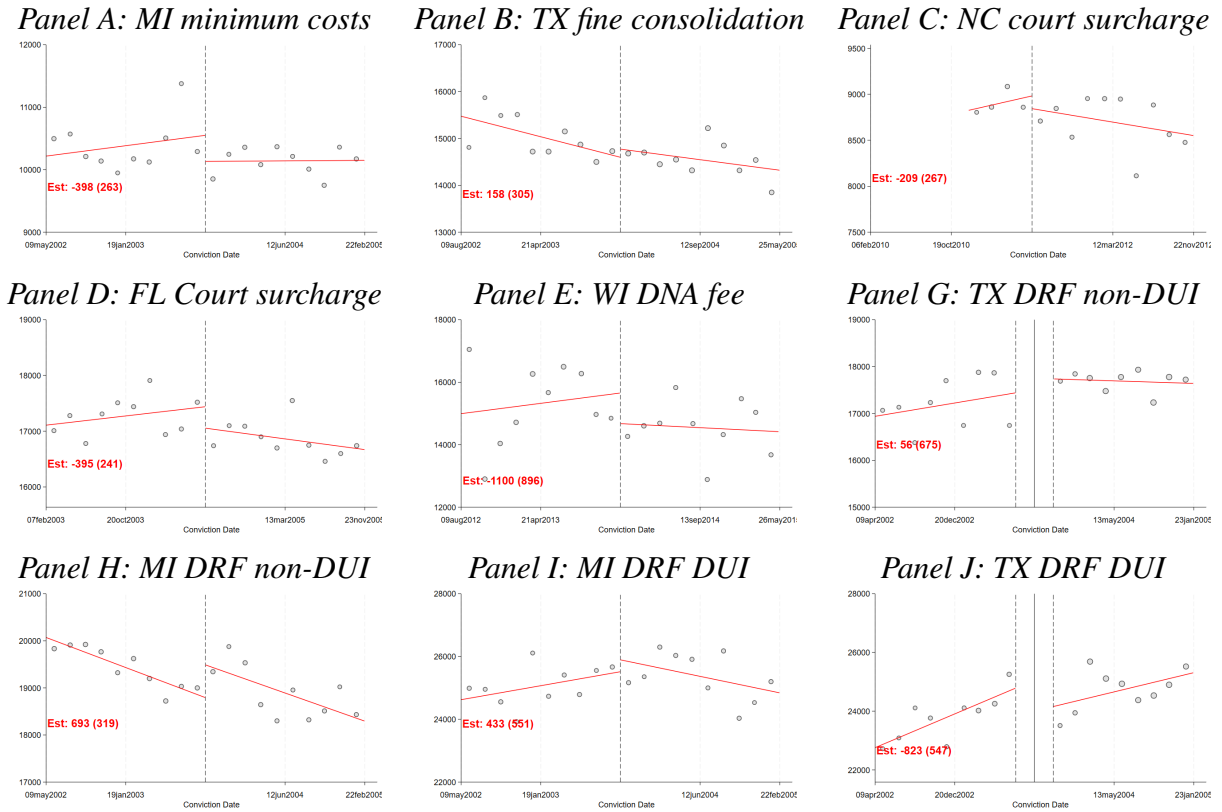 Panel A: MI minimum costs
12000
11000
10000
9000
Est: -398 (263)
09may2002 19jan2003 12jun2004 22feb2005
Conviction Date
Panel B: TX fine consolidation
16000
15000
14000
13000
Est: 158 (305)
09aug2002 21apr2003 12sep2004 25may200
Conviction Date
Panel C: NC court surcharge
9500
9000
8500
8000
7500
Est: -209 (267)
06feb2010 19oct2010 12mar2012 22nov2012
Conviction Date
Panel D: FL Court surcharge
19000
18000
17000
16000
Est: -395 (241)
07feb2003 20oct2003 13mar2005 23nov2005
Conviction Date
Panel E: WI DNA fee
18000
16000
14000
12000
Est: -1100 (896)
09aug2012 21apr2013 13sep2014 26may201
Conviction Date
Panel G: TX DRF non-DUI
19000
18000
17000
16000
15000
Est: 56 (675)
09apr2002 20dec2002 13may2004 23jan2005
Conviction Date
Panel H: MI DRF non-DUI
21000
20000
19000
18000
17000
Est: 693 (319)
09may2002 19jan2003 12jun2004 22feb2005
Conviction Date
Panel I: MI DRF DUI
28000
26000
24000
22000
Est: 433 (551)
09may2002 19jan2003 12jun2004 22feb2005
Conviction Date
Panel J: TX DRF DUI
28000
26000
24000
22000
Est: -823 (547)
09apr2002 20dec2002 13may2004 23jan2005
Conviction Date